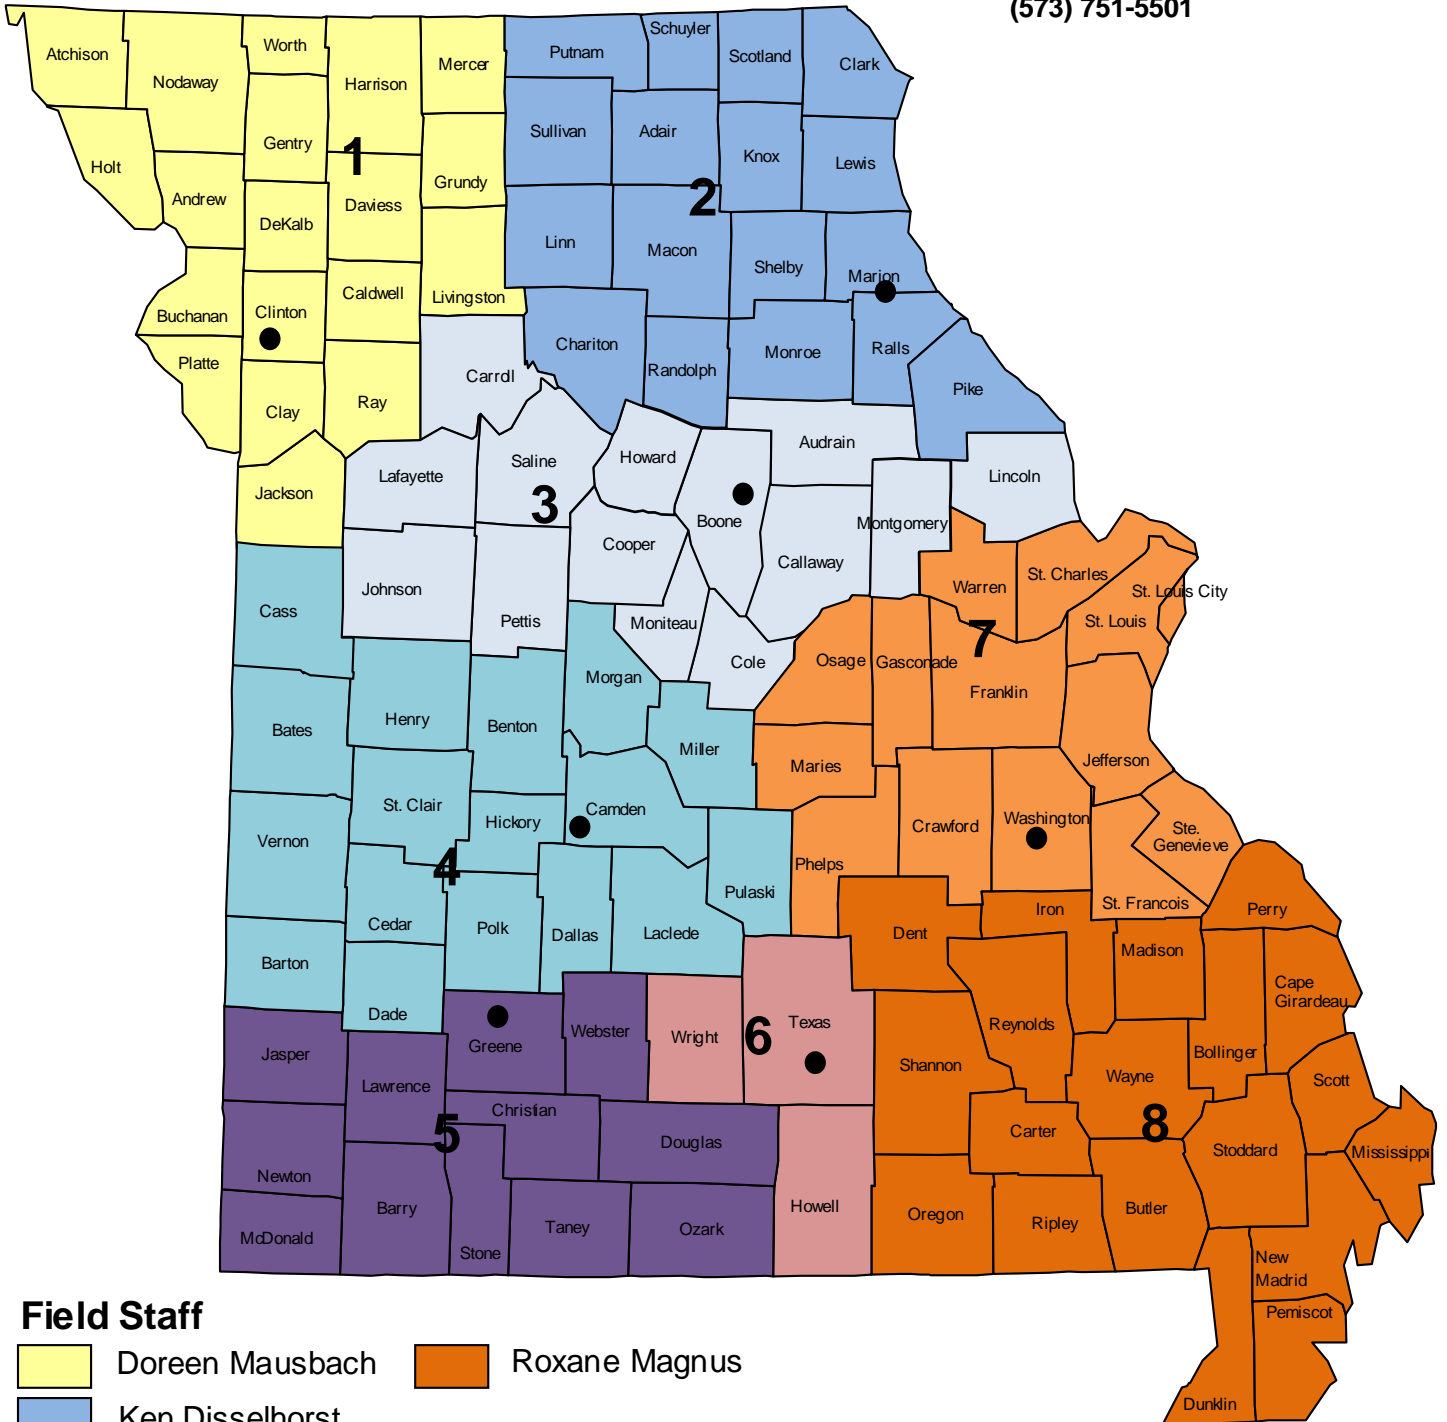 (573) 751-5501
Schuyler
Worth
Putnam
Scotland
Atchison
Mercer
Clark
Nodaway
Harrison
Sullivan
Adair
Gentry
1
Knox
Lewis
Holt
Grundy
Andrew
2
Daviess
DeKalb
Linn
Macon
Shelby
Marion
Caldwell
Livingston
Clinton
Buchanan
Chariton
Monroe
Ralls
Platte
Randolph
Carroll
Pike
Ray
Clay
Audrain
Howard
Saline
Lafayette
Lincoln
Jackson
3
Boone
Montgomery
Cooper
Callaway
St. Charles
Johnson
Warren
St. Louis City
Cass
Pettis
Moniteau
St. Louis
7
Cole
Osage
Gasconade
Morgan
Franklin
Henry
Benton
Bates
Miller
Jefferson
Maries
St. Clair
Camden
Hickory
Washington
Crawford
Ste.
Genevieve
Vernon
4
Phelps
Pulaski
St. Francois
Iron
Perry
Cedar
Polk
Dallas
Laclede
Dent
Madison
Barton
Cape
Girardeau
Dade
Texas
Reynolds
Webster
Wright
6
Greene
Jasper
Bollinger
Shannon
Wayne
Scott
Lawrence
Christian
8
5
Carter
Douglas
Stoddard
Mississippi
Newton
Barry
Howell
Butler
Oregon
Ripley
Taney
Ozark
McDonald
Stone
New
Madrid
Pemiscot
Dunklin
Field Staff
Doreen Mausbach
Roxane Magnus
Ken Disselhorst